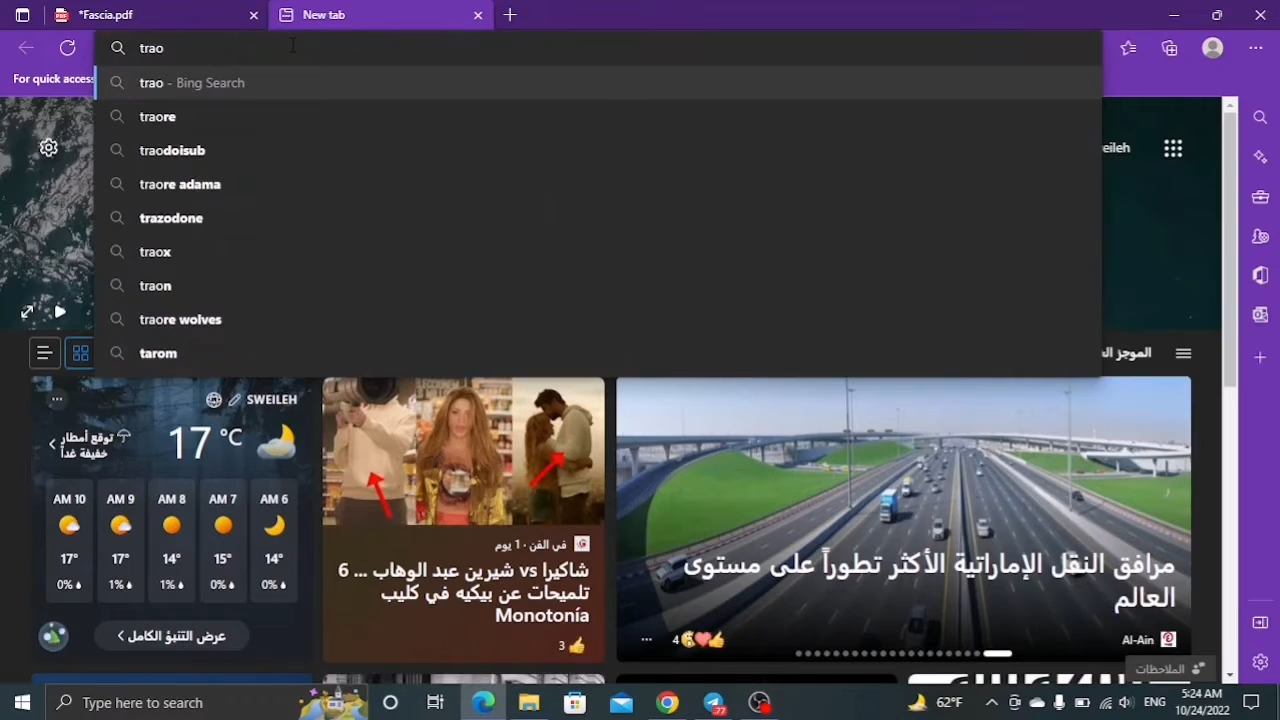 *Fascia.pdf
New tab
trao
For quick access
trao - Bing Search
traore
traodoisub
traore adama
trazodone
traox
traon
traore wolves
tarom
eileh
الموجز ال
SWEILEH
17 °C
توقع أمطار
خفيفة غداً
AM 10 AM 9 AM 8 AM 7 AM 6
17° 17° 14° 15° 14°
0% 1% 1% 0% 0%
عرض التنبؤ الكامل
في الفن · 1 يوم
شاكيرا vs شيرين عبد الوهاب ... 6
تلميحات عن بيكيه في كليب
Monotonía
3
مرافق النقل الإماراتية الأكثر تطوراً على مستوى
العالم
4
Al-Ain
الملاحظات
Type here to search
77
62°F
ENG
5:24 AM
10/24/2022